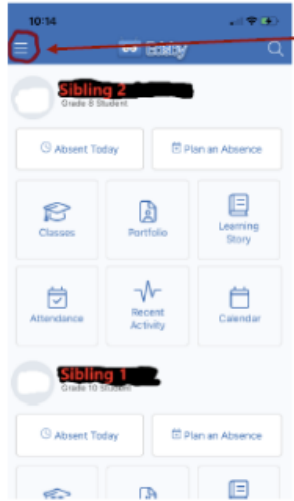 10:14
Sibling 2
Grade 8 Student
Absent Today
Plan an Absence
Classes
Portfolio
Learning
Story
Attendance
Recent
Activity
Calendar
Sibling 1
Grade 10 Student
Absent Today
Plan an Absence